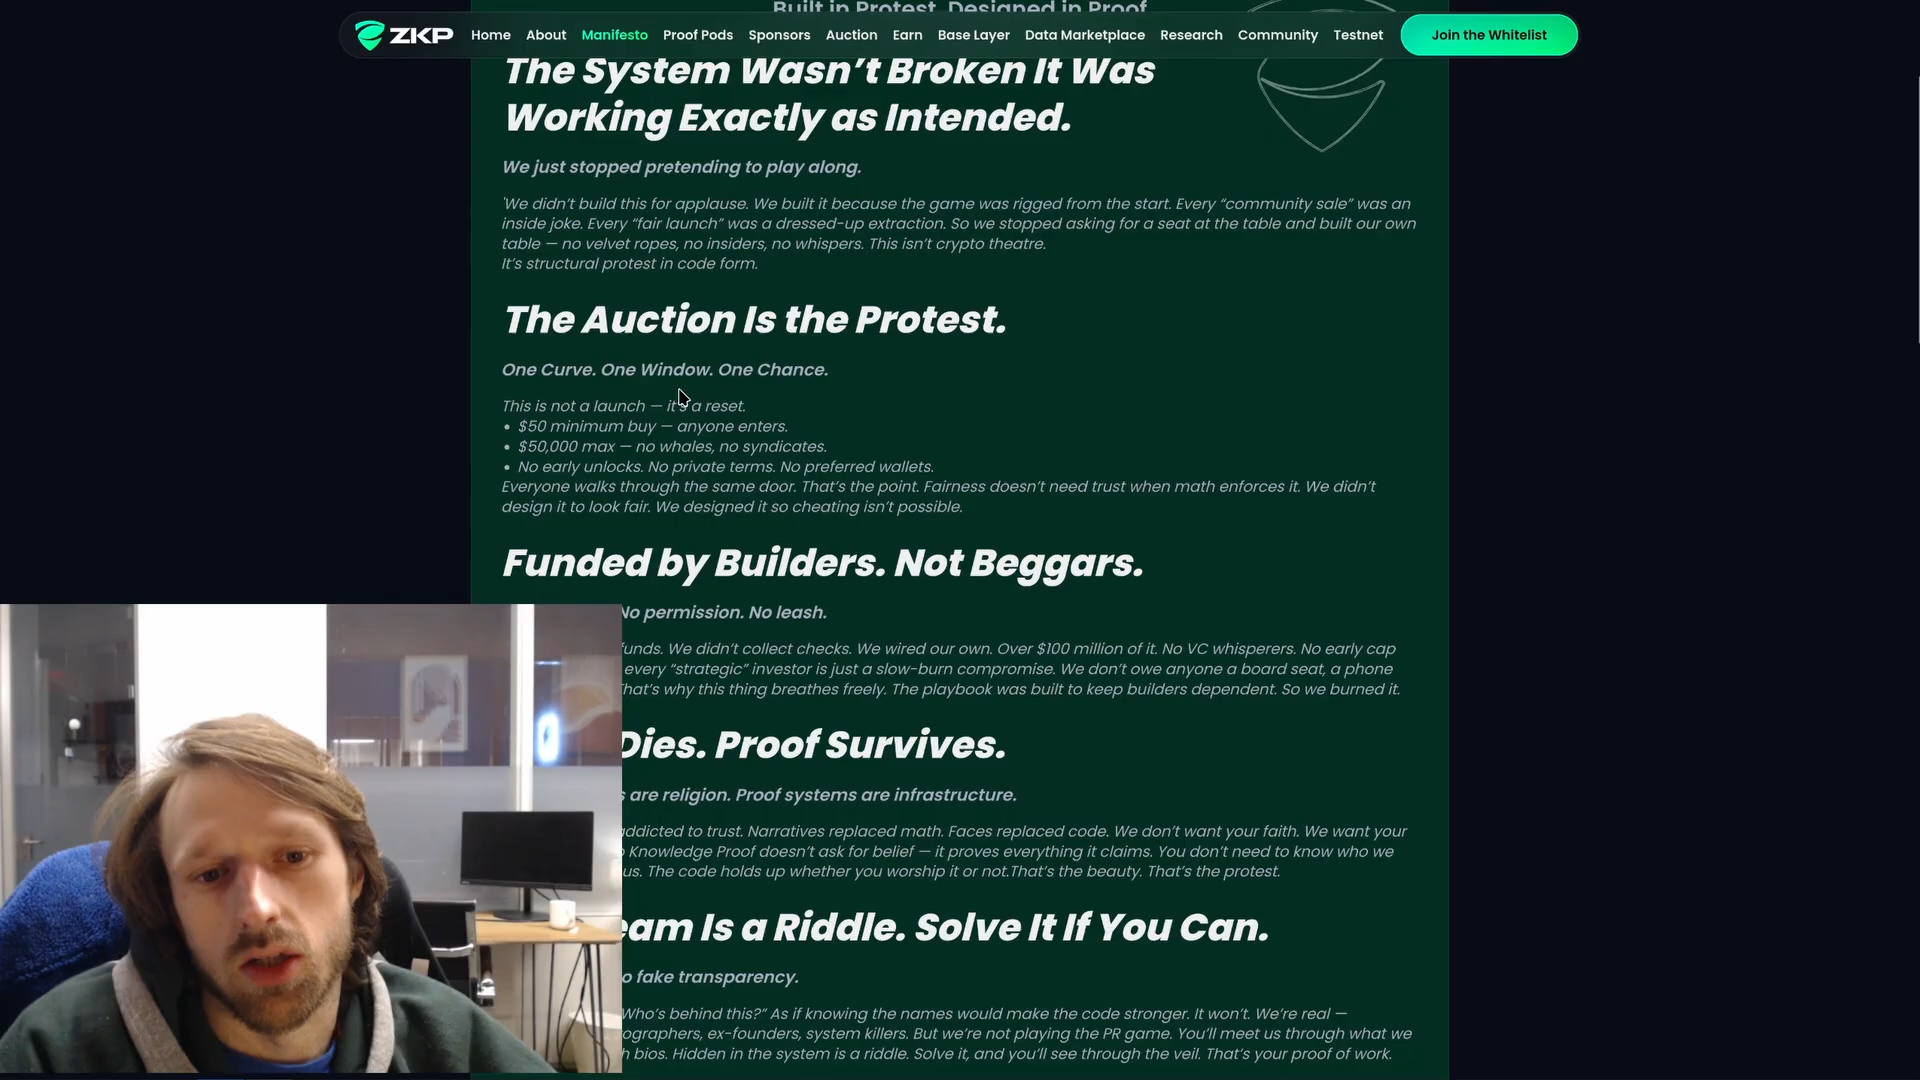 Built in Protest. Designed in Proof
ZKP
Home About Manifesto Proof Pods Sponsors Auction Earn Base Layer Data Marketplace Research Community Testnet Join the Whitelist
The System Wasn't Broken It Was
Working Exactly as Intended.
We just stopped pretending to play along.
'We didn't build this for applause. We built it because the game was rigged from the start. Every "community sale" was an
inside joke. Every "fair launch" was a dressed-up extraction. So we stopped asking for a seat at the table and built our own
table — no velvet ropes, no insiders, no whispers. This isn't crypto theatre.
It's structural protest in code form.
The Auction Is the Protest.
One Curve. One Window. One Chance.
This is not a launch — it's a reset.
• $50 minimum buy — anyone enters.
• $50,000 max — no whales, no syndicates.
• No early unlocks. No private terms. No preferred wallets.
Everyone walks through the same door. That's the point. Fairness doesn't need trust when math enforces it. We didn't
design it to look fair. We designed it so cheating isn't possible.
Funded by Builders. Not Beggars.
No permission. No leash.
funds. We didn't collect checks. We wired our own. Over $100 million of it. No VC whisperers. No early cap
every "strategic" investor is just a slow-burn compromise. We don't owe anyone a board seat, a phone
That's why this thing breathes freely. The playbook was built to keep builders dependent. So we burned it.
Dies. Proof Survives.
are religion. Proof systems are infrastructure.
addicted to trust. Narratives replaced math. Faces replaced code. We don't want your faith. We want your
Knowledge Proof doesn't ask for belief — it proves everything it claims. You don't need to know who we
us. The code holds up whether you worship it or not.That's the beauty. That's the protest.
eam Is a Riddle. Solve It If You Can.
o fake transparency.
Who's behind this?" As if knowing the names would make the code stronger. It won't. We're real —
ographers, ex-founders, system killers. But we're not playing the PR game. You'll meet us through what we
bios. Hidden in the system is a riddle. Solve it, and you'll see through the veil. That's your proof of work.